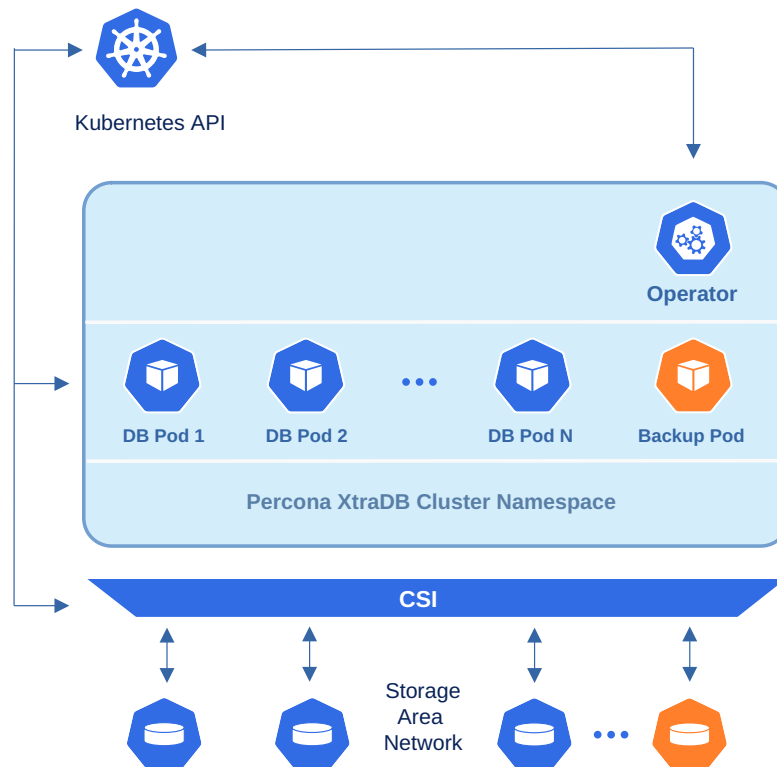 Kubernetes API
Operator
DB Pod 1
DB Pod 2
DB Pod N
Backup Pod
Percona XtraDB Cluster Namespace
CSI
Storage
Area
Network